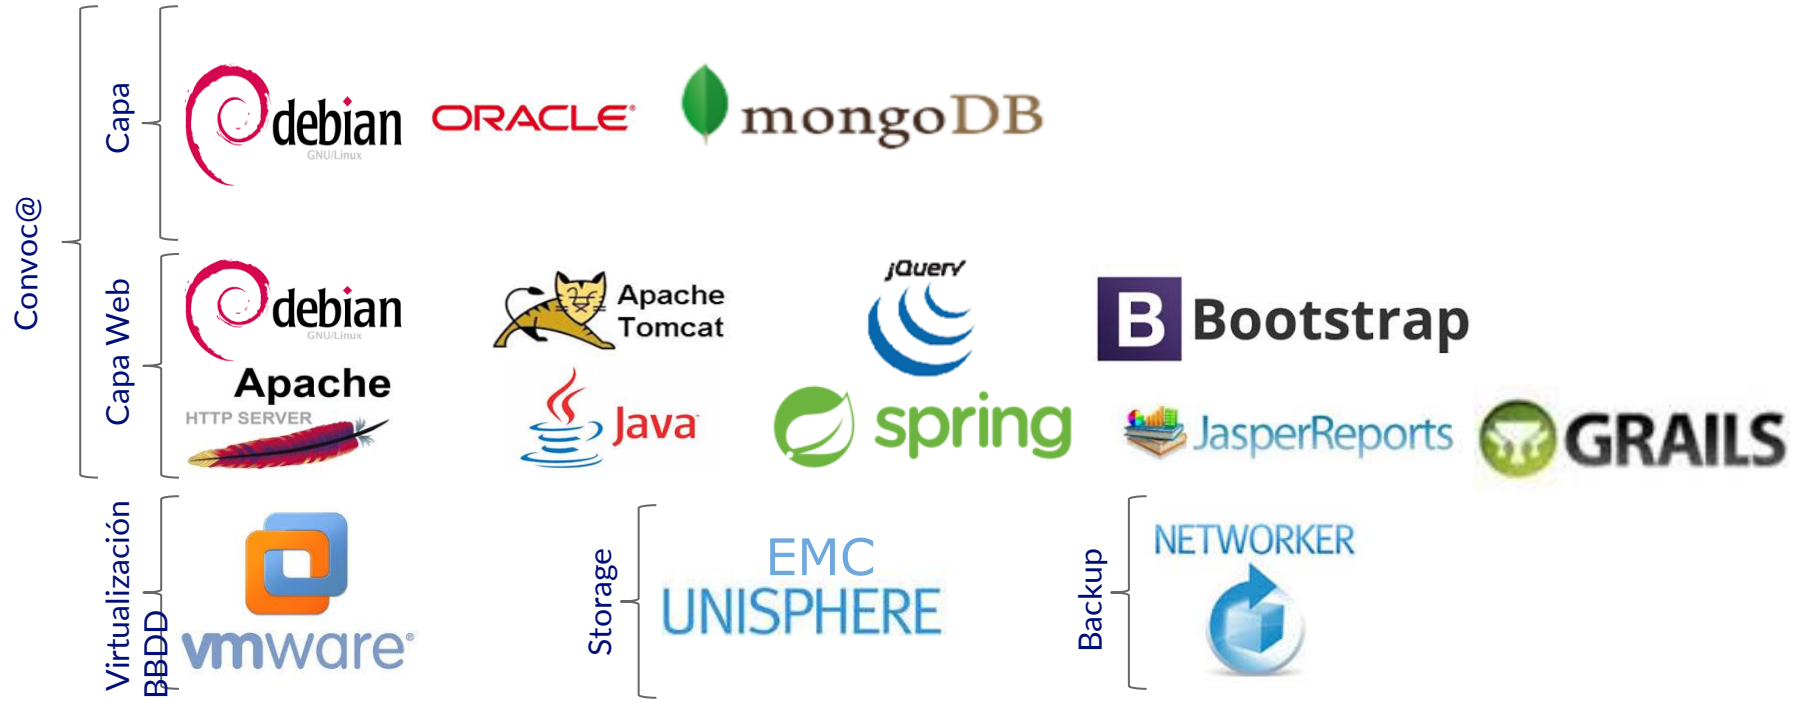 Convoc@
Capa
debian
GNU/Linux
ORACLE®
mongoDB
Capa Web
debian
GNU/Linux
Apache
Tomcat
jQuery
B Bootstrap
Apache
HTTP SERVER
Java
spring
JasperReports
GRAILS
Virtualización
BBDD
vmware®
Storage
EMC
UNISPHERE
Backup
NETWORKER